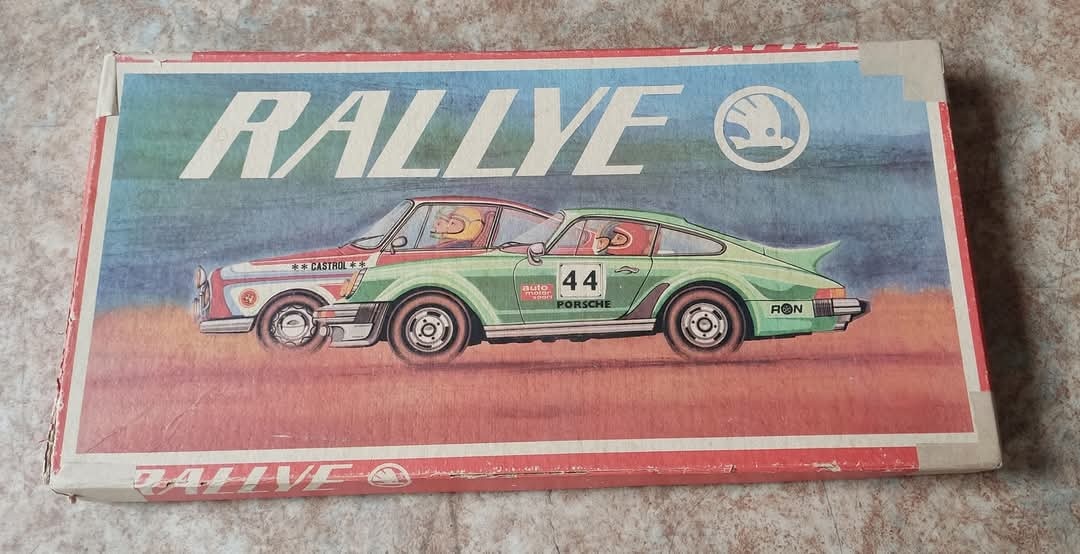 RALLYE
** CASTROL **
44
auto
motor
sport
PORSCHE
RALLYE